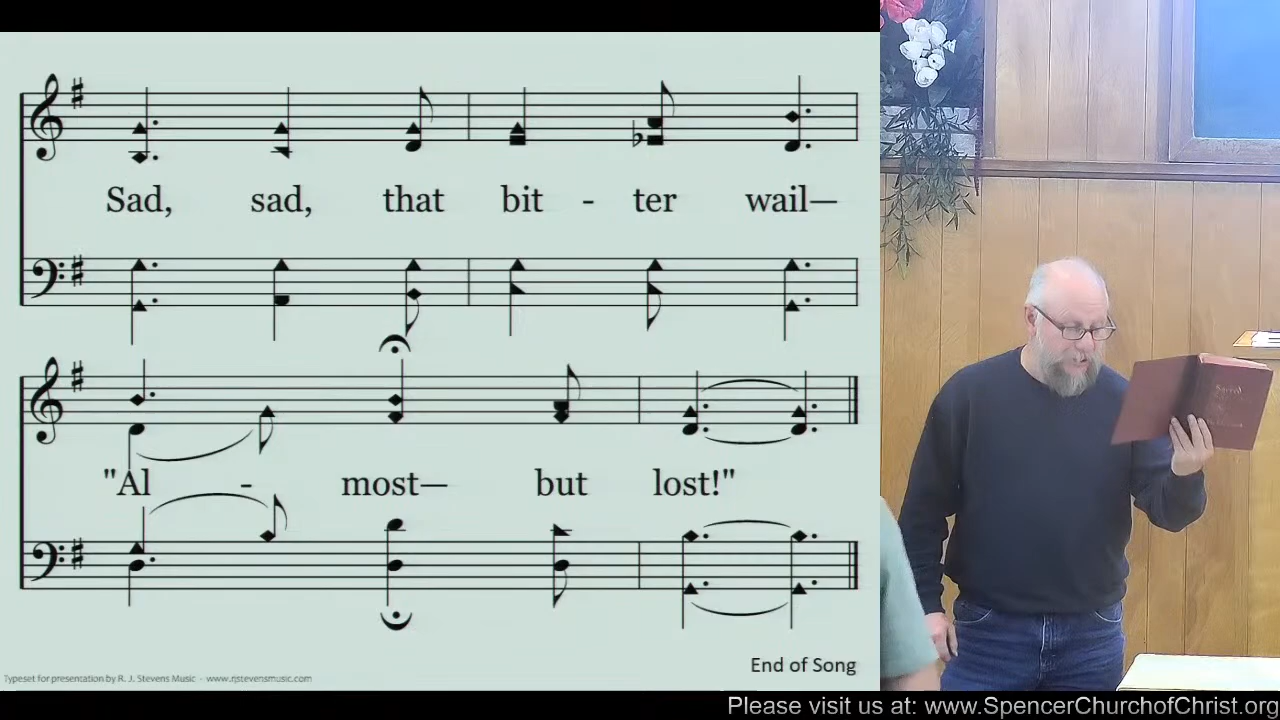 Sad, sad, that bit - ter wail—
"Al - most— but lost!"
End of Song
Typeset for presentation by R. J. Stevens Music - www.rjstevensmusic.com
Sacred
Please visit us at: www.SpencerChurchofChrist.org